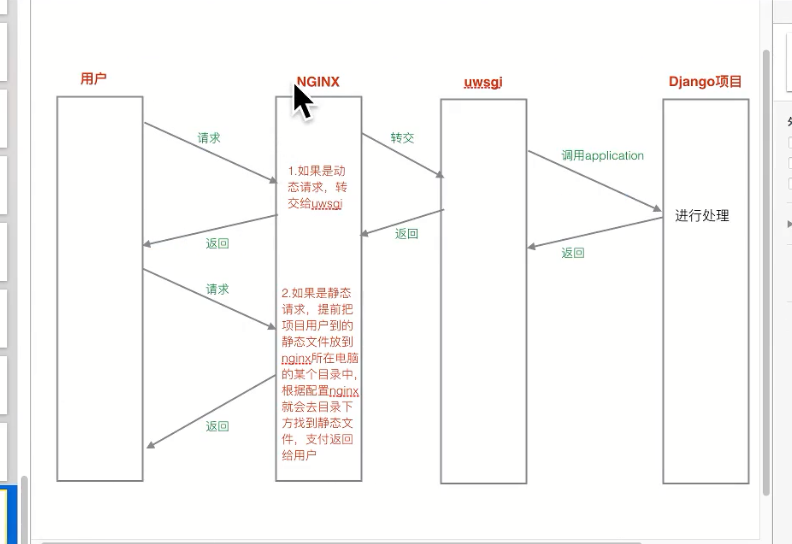 用户
NGINX
uwsgi
Django项目
请求
转交
调用application
1.如果是动
态请求，转
交给uwsgi
进行处理
返回
返回
返回
请求
2.如果是静态
请求，提前把
项目用户到的
静态文件放到
nginx所在电脑
的某个目录中，
根据配置nginx
就会去目录下
方找到静态文
件，支付返回
给用户
返回